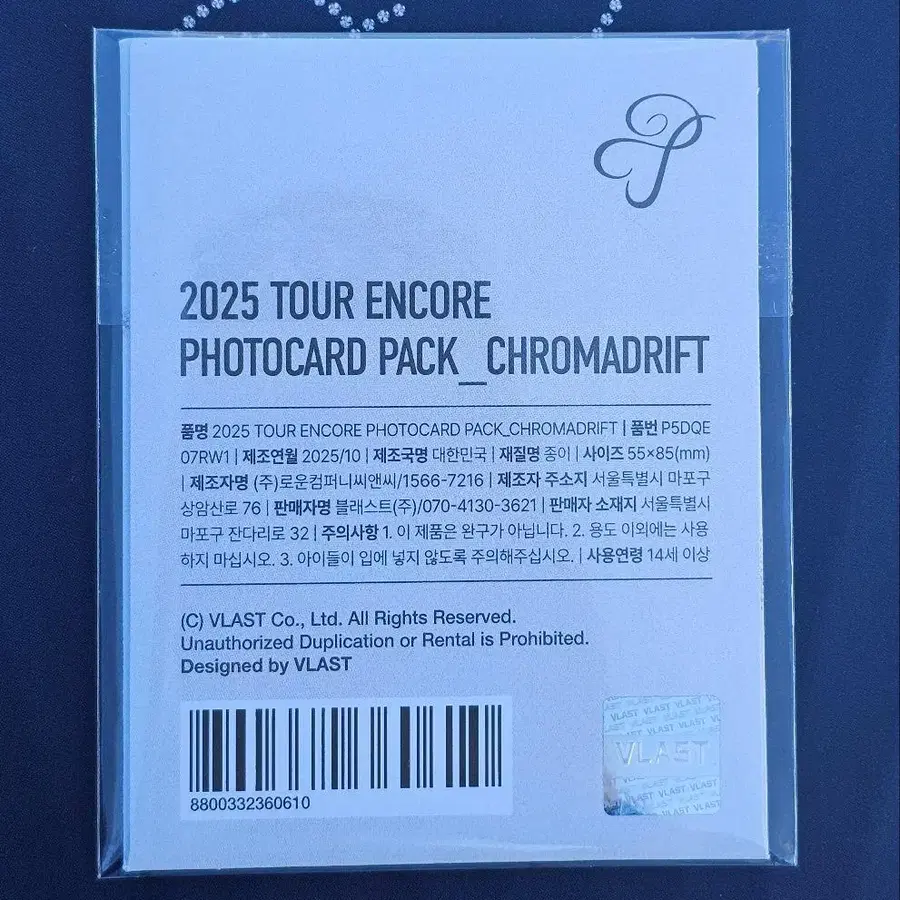 2025 TOUR ENCORE
PHOTOCARD PACK_CHROMADRIFT
품명 2025 TOUR ENCORE PHOTOCARD PACK_CHROMADRIFT | 품번 P5DQE
07RW1 | 제조연월 2025/10 | 제조국명 대한민국 | 재질명 종이 | 사이즈 55×85(mm)
| 제조자명 (주)로운컴퍼니씨앤씨/1566-7216 | 제조자 주소지 서울특별시 마포구
상암산로 76 | 판매자명 블래스트(주)/070-4130-3621 | 판매자 소재지 서울특별시
마포구 잔다리로 32 | 주의사항 1. 이 제품은 완구가 아닙니다. 2. 용도 이외에는 사용
하지 마십시오. 3. 아이들이 입에 넣지 않도록 주의해주십시오. | 사용연령 14세 이상
(C) VLAST Co., Ltd. All Rights Reserved.
Unauthorized Duplication or Rental is Prohibited.
Designed by VLAST
8800332360610
VLAST VLAST VLAST
VLAST
VLAST VLAST VLAST